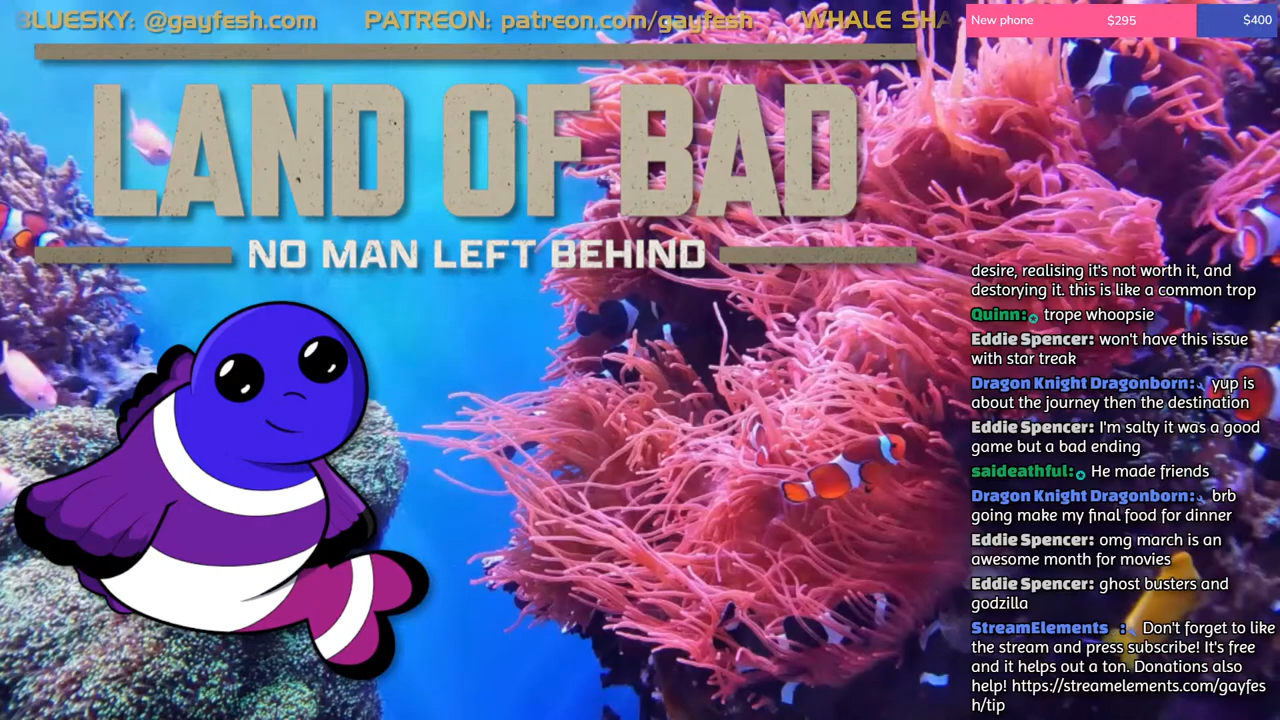 BLUESKY: @gayfesh.com PATREON: patreon.com/gayfesh WHALE SHA
New phone $295 $400
LAND OF BAD
NO MAN LEFT BEHIND
desire, realising it's not worth it, and
destorying it. this is like a common trop
Quinn: trope whoopsie
Eddie Spencer: won't have this issue
with star treak
Dragon Knight Dragonborn: yup is
about the journey then the destination
Eddie Spencer: I'm salty it was a good
game but a bad ending
saideathful: He made friends
Dragon Knight Dragonborn: brb
going make my final food for dinner
Eddie Spencer: omg march is an
awesome month for movies
Eddie Spencer: ghost busters and
godzilla
StreamElements : Don't forget to like
the stream and press subscribe! It's free
and it helps out a ton. Donations also
help! https://streamelements.com/gayfes
h/tip